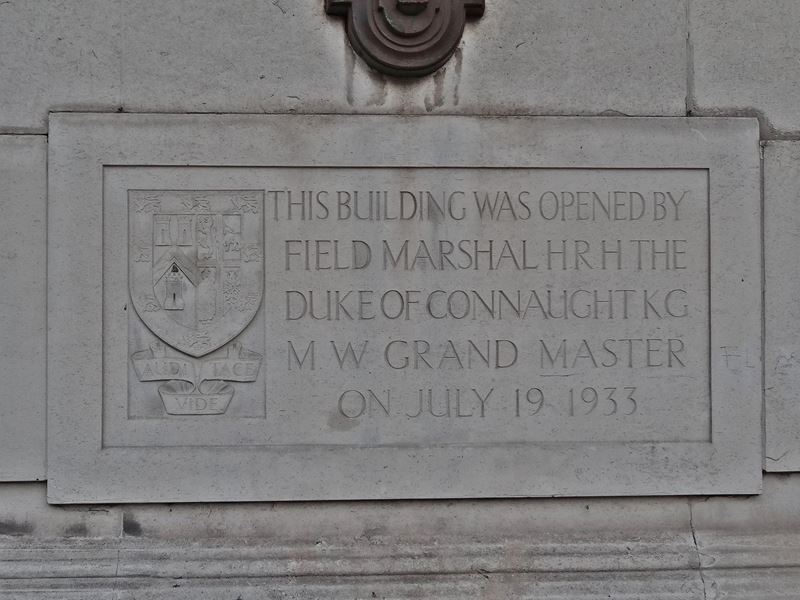 THIS BUILDING WAS OPENED BY
FIELD MARSHAL H R H THE
DUKE OF CONNAUGHT K G
M W GRAND MASTER
ON JULY 19 1933
AUDI TACE
VIDE